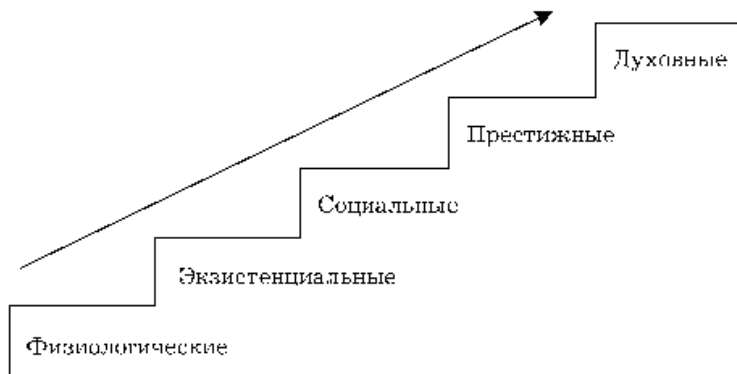 Духовные
Престижные
Социальные
Экзистенциальные
Физиологические